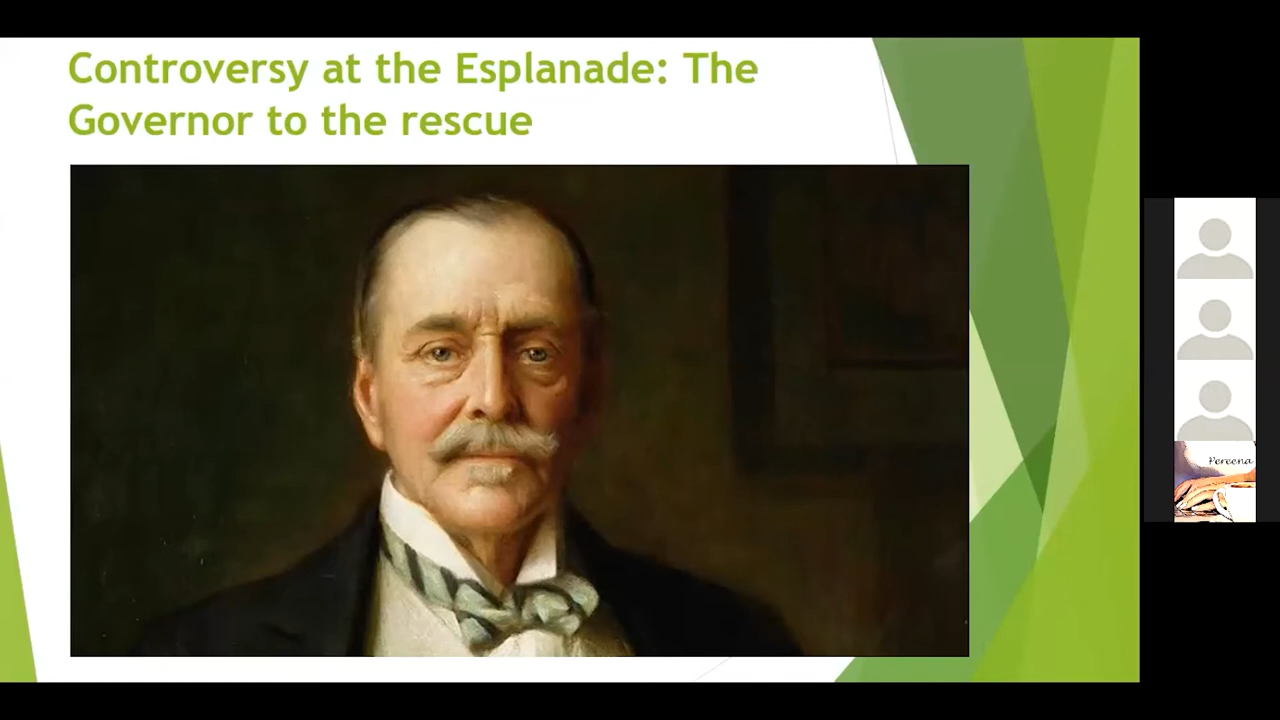 Controversy at the Esplanade: The
Governor to the rescue
Pereena